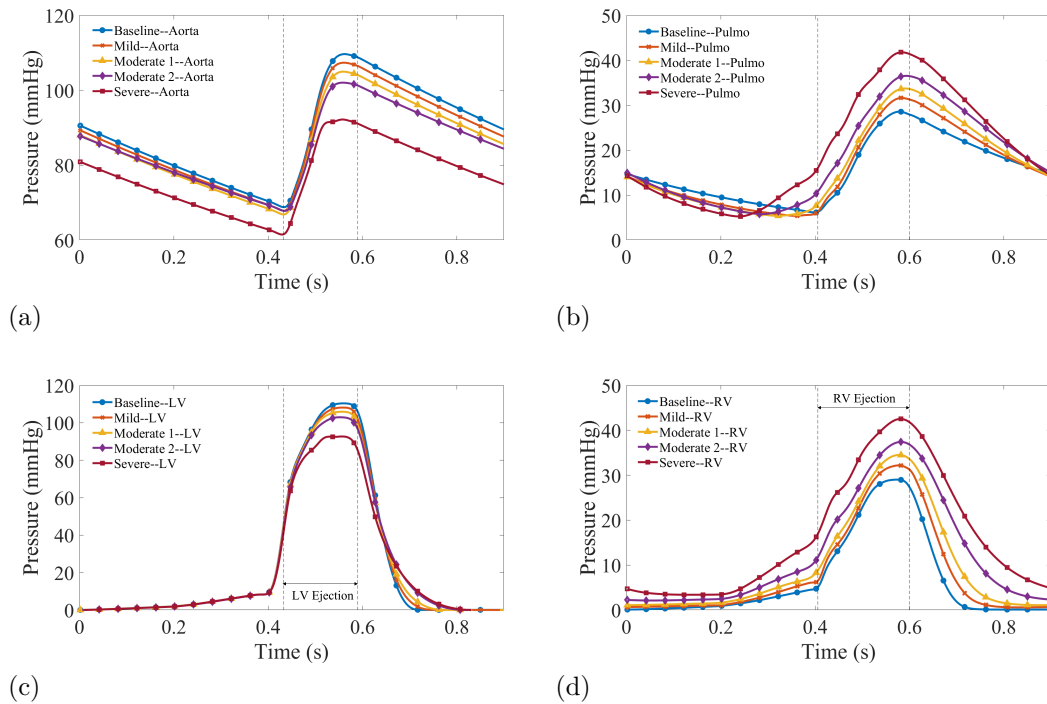 120
100
80
60
Pressure (mmHg)
Baseline--Aorta
Mild--Aorta
Moderate 1--Aorta
Moderate 2--Aorta
Severe--Aorta
0 0.2 0.4 0.6 0.8
Time (s)
(a)
50
40
30
20
10
0
Pressure (mmHg)
Baseline--Pulmo
Mild--Pulmo
Moderate 1--Pulmo
Moderate 2--Pulmo
Severe--Pulmo
0 0.2 0.4 0.6 0.8
Time (s)
(b)
120
100
80
60
40
20
0
Pressure (mmHg)
Baseline--LV
Mild--LV
Moderate 1--LV
Moderate 2--LV
Severe--LV
LV Ejection
0 0.2 0.4 0.6 0.8
Time (s)
(c)
50
40
30
20
10
0
Pressure (mmHg)
Baseline--RV
Mild--RV
Moderate 1--RV
Moderate 2--RV
Severe--RV
RV Ejection
0 0.2 0.4 0.6 0.8
Time (s)
(d)